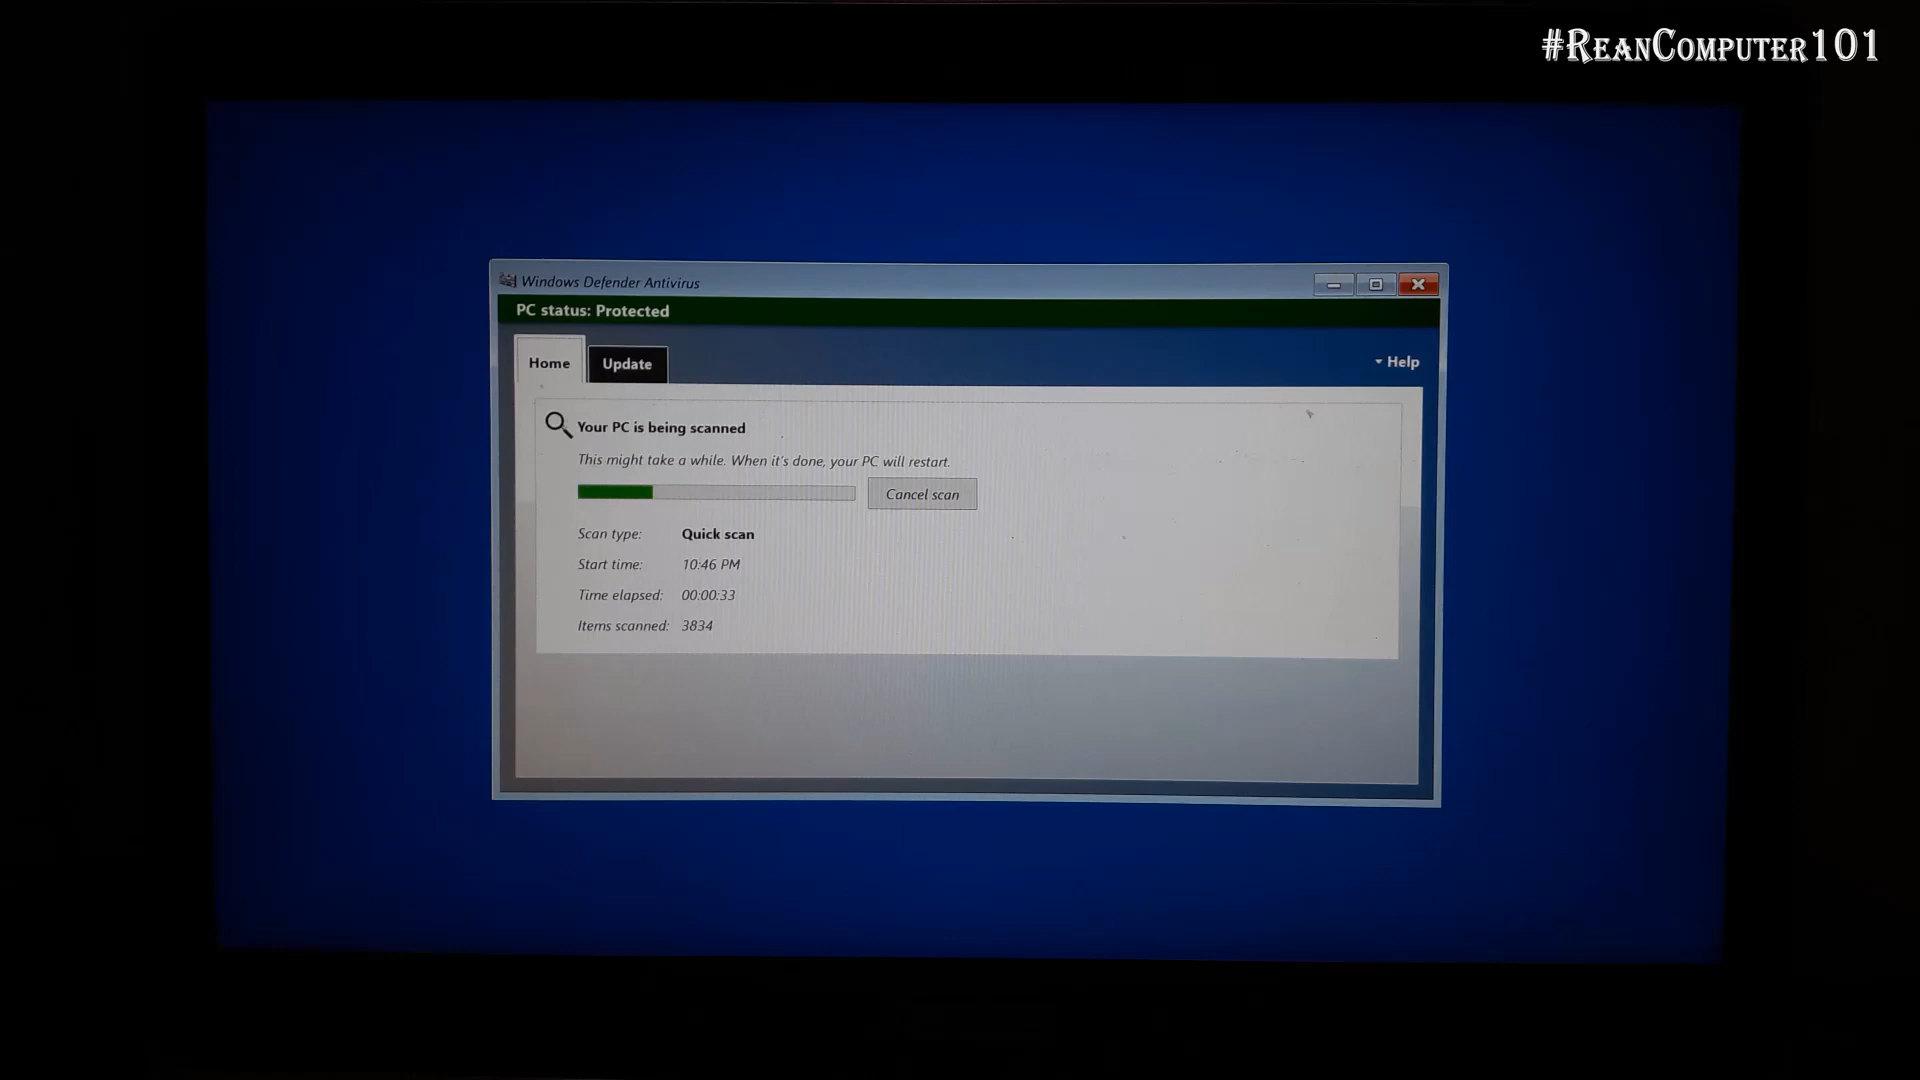 #ReanComputer101
Windows Defender Antivirus
PC status: Protected
Home
Update
Help
Your PC is being scanned
This might take a while. When it's done, your PC will restart.
Cancel scan
Scan type: Quick scan
Start time: 10:46 PM
Time elapsed: 00:00:33
Items scanned: 3834